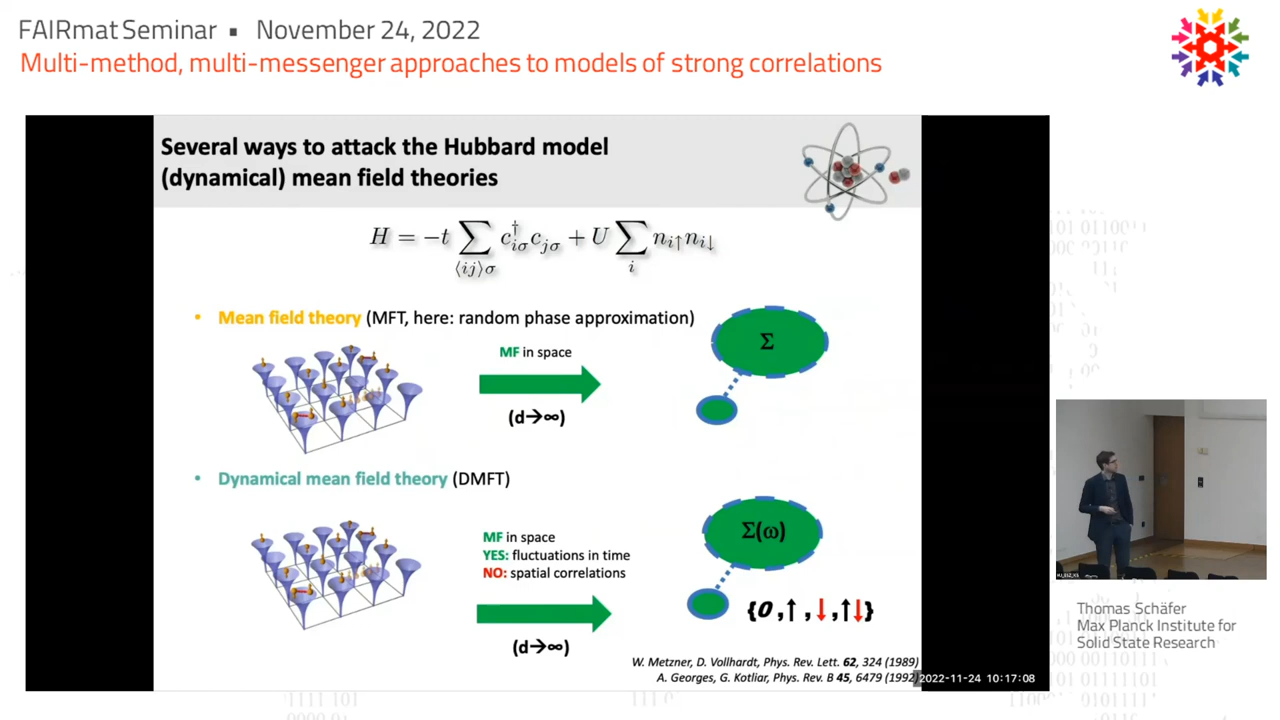 FAIRmat Seminar ▪ November 24, 2022
Multi-method, multi-messenger approaches to models of strong correlations
Several ways to attack the Hubbard model
(dynamical) mean field theories
H = −t ∑⟨ij⟩σ c†iσ cjσ + U ∑i ni↑ni↓
• Mean field theory (MFT, here: random phase approximation)
MF in space
(d→∞)
Σ
• Dynamical mean field theory (DMFT)
MF in space
YES: fluctuations in time
NO: spatial correlations
(d→∞)
Σ(ω)
{0,↑,↓,↑↓}
W. Metzner, D. Vollhardt, Phys. Rev. Lett. 62, 324 (1989)
A. Georges, G. Kotliar, Phys. Rev. B 45, 6479 (1992)
2022-11-24 10:17:08
Thomas Schäfer
Max Planck Institute for
Solid State Research